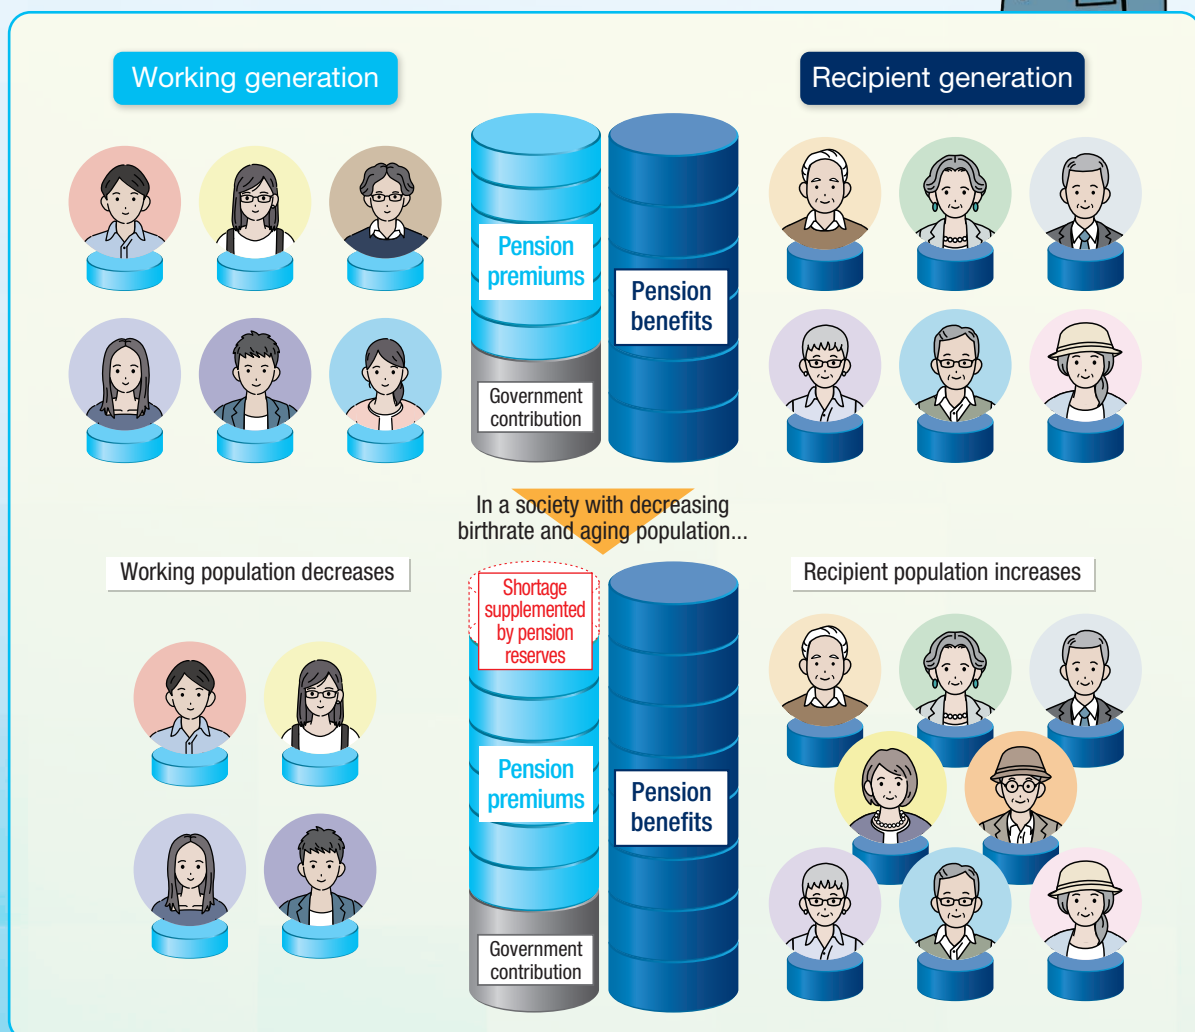 Working generation
Recipient generation
Pension
premiums
Pension
benefits
Government
contribution
In a society with decreasing
birthrate and aging population...
Working population decreases
Recipient population increases
Shortage
supplemented
by pension
reserves
Pension
premiums
Pension
benefits
Government
contribution